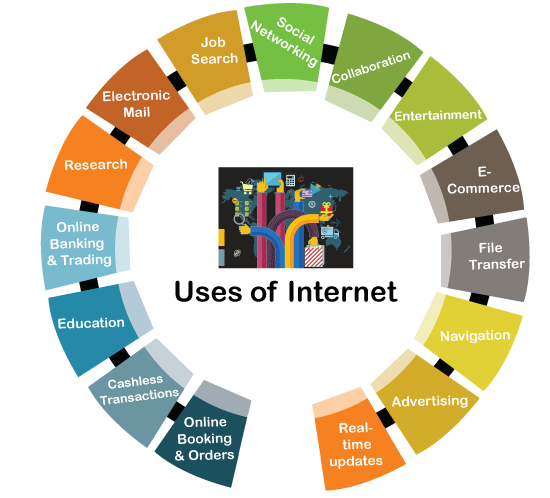 Social
Networking
Collaboration
Entertainment
E-
Commerce
File
Transfer
Navigation
Advertising
Real-
time
updates
Online
Booking
& Orders
Cashless
Transactions
Education
Online
Banking
& Trading
Research
Electronic
Mail
Job
Search
Uses of Internet